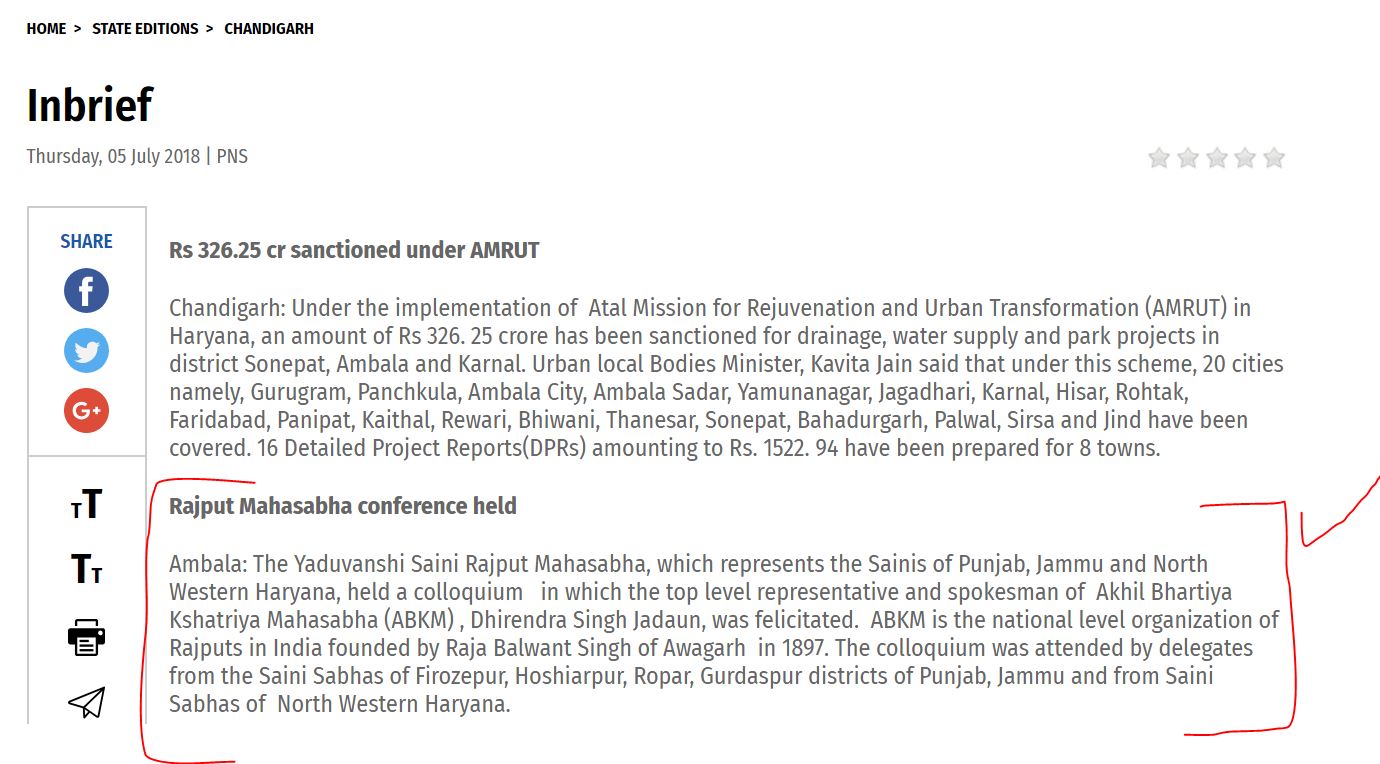 HOME > STATE EDITIONS > CHANDIGARH
Inbrief
Thursday, 05 July 2018 | PNS
SHARE
f
G+
TT
TT
Rs 326.25 cr sanctioned under AMRUT
Chandigarh: Under the implementation of  Atal Mission for Rejuvenation and Urban Transformation (AMRUT) in
Haryana, an amount of Rs 326. 25 crore has been sanctioned for drainage, water supply and park projects in
district Sonepat, Ambala and Karnal. Urban local Bodies Minister, Kavita Jain said that under this scheme, 20 cities
namely, Gurugram, Panchkula, Ambala City, Ambala Sadar, Yamunanagar, Jagadhari, Karnal, Hisar, Rohtak,
Faridabad, Panipat, Kaithal, Rewari, Bhiwani, Thanesar, Sonepat, Bahadurgarh, Palwal, Sirsa and Jind have been
covered. 16 Detailed Project Reports(DPRs) amounting to Rs. 1522. 94 have been prepared for 8 towns.
Rajput Mahasabha conference held
Ambala: The Yaduvanshi Saini Rajput Mahasabha, which represents the Sainis of Punjab, Jammu and North
Western Haryana, held a colloquium   in which the top level representative and spokesman of  Akhil Bhartiya
Kshatriya Mahasabha (ABKM) , Dhirendra Singh Jadaun, was felicitated.  ABKM is the national level organization of
Rajputs in India founded by Raja Balwant Singh of Awagarh  in 1897. The colloquium was attended by delegates
from the Saini Sabhas of Firozepur, Hoshiarpur, Ropar, Gurdaspur districts of Punjab, Jammu and from Saini
Sabhas of  North Western Haryana.